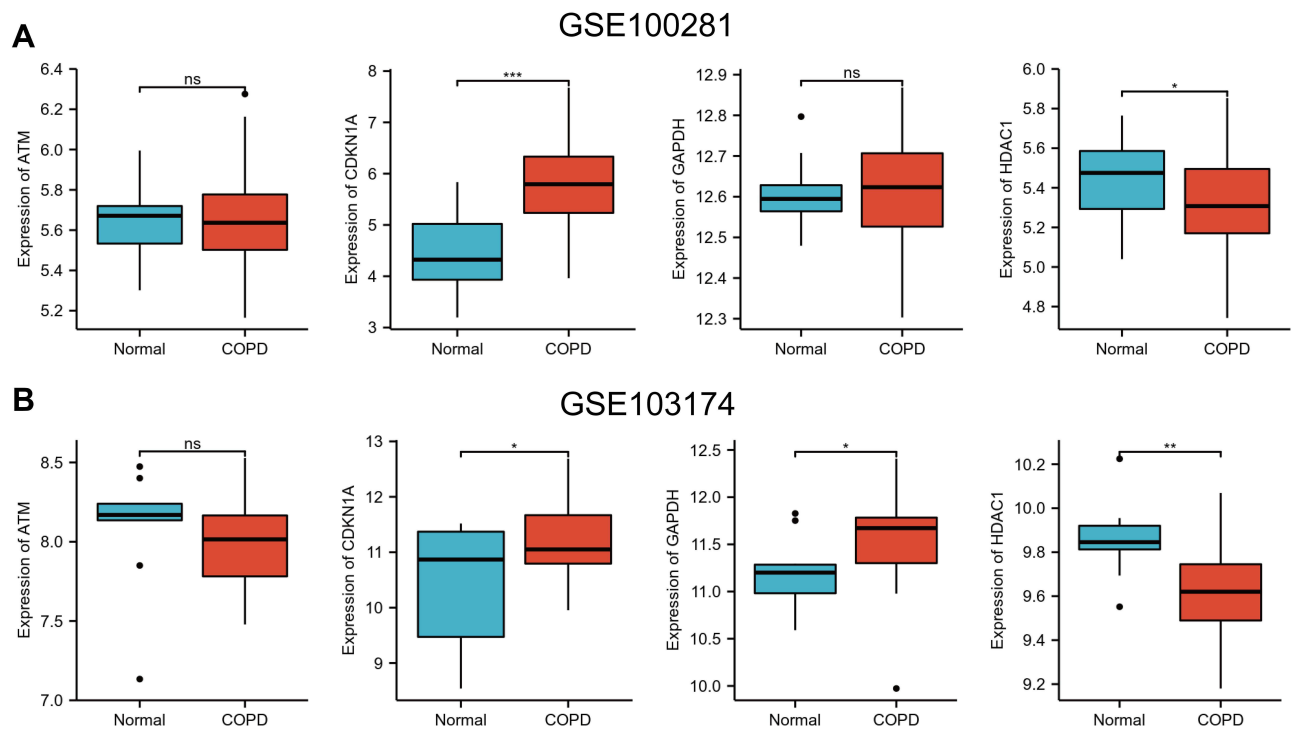 A
GSE100281
Expression of ATM
6.4
6.2
6.0
5.8
5.6
5.4
5.2
ns
Normal
COPD
Expression of CDKN1A
8
7
6
5
4
3
***
Normal
COPD
Expression of GAPDH
12.9
12.8
12.7
12.6
12.5
12.4
12.3
ns
Normal
COPD
Expression of HDAC1
6.0
5.8
5.6
5.4
5.2
5.0
4.8
*
Normal
COPD
B
GSE103174
Expression of ATM
8.5
8.0
7.5
7.0
ns
Normal
COPD
Expression of CDKN1A
13
12
11
10
9
*
Normal
COPD
Expression of GAPDH
12.5
12.0
11.5
11.0
10.5
10.0
*
Normal
COPD
Expression of HDAC1
10.2
10.0
9.8
9.6
9.4
9.2
**
Normal
COPD